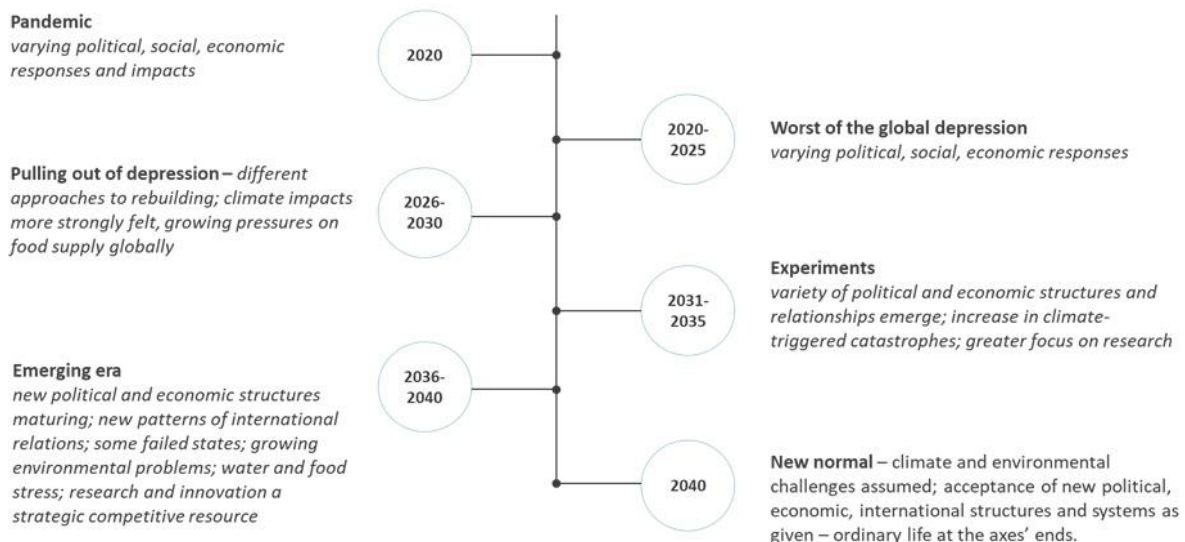 Pandemic
varying political, social, economic
responses and impacts
2020
2020-
2025
Worst of the global depression
varying political, social, economic responses
Pulling out of depression – different
approaches to rebuilding; climate impacts
more strongly felt, growing pressures on
food supply globally
2026-
2030
2031-
2035
Experiments
variety of political and economic structures and
relationships emerge; increase in climate-
triggered catastrophes; greater focus on research
Emerging era
new political and economic structures
maturing; new patterns of international
relations; some failed states; growing
environmental problems; water and food
stress; research and innovation a
strategic competitive resource
2036-
2040
2040
New normal – climate and environmental
challenges assumed; acceptance of new political,
economic, international structures and systems as
given – ordinary life at the axes’ ends.